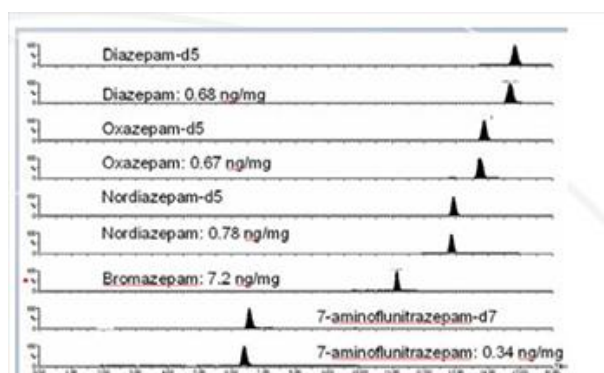 Diazepam-d5
Diazepam: 0.68 ng/mg
Oxazepam-d5
Oxazepam: 0.67 ng/mg
Nordiazepam-d5
Nordiazepam: 0.78 ng/mg
Bromazepam: 7.2 ng/mg
7-aminoflunitrazepam-d7
7-aminoflunitrazepam: 0.34 ng/mg